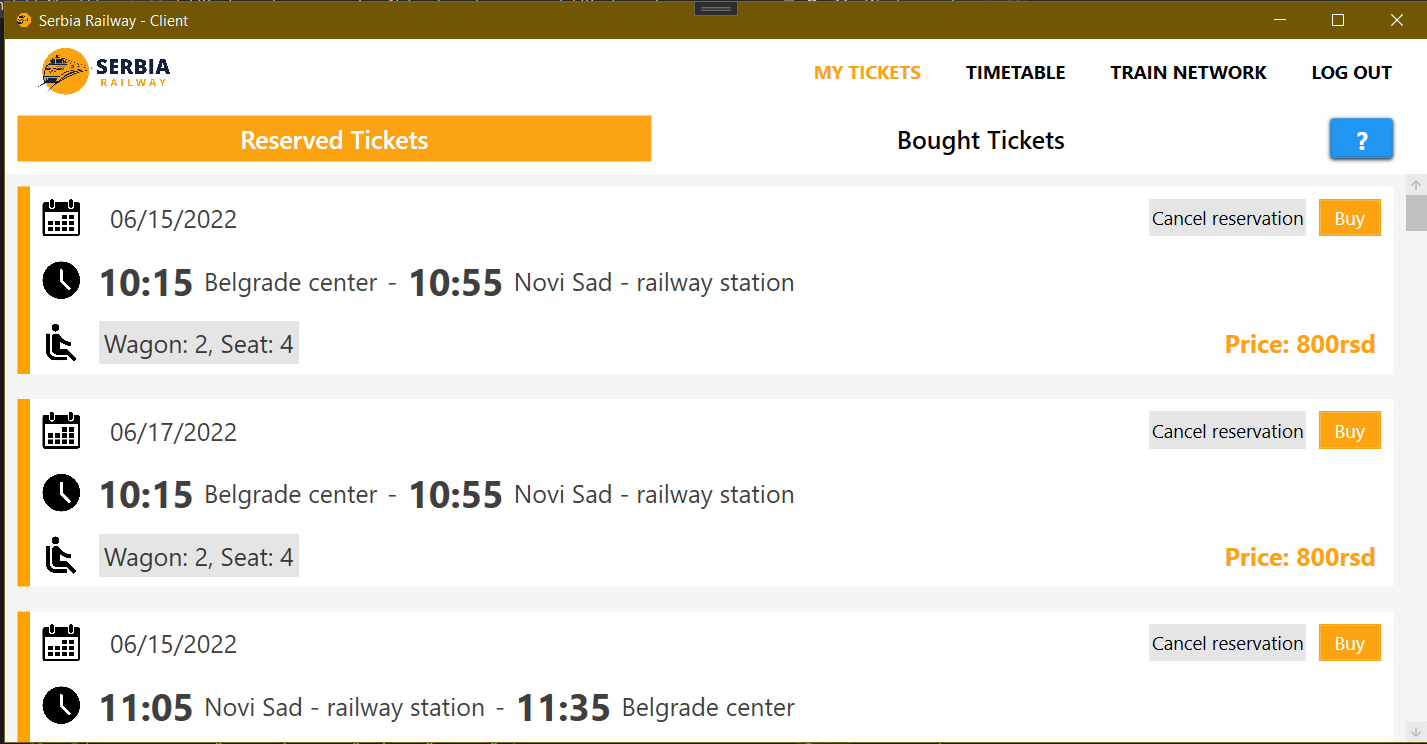 Serbia Railway - Client
SERBIA
RAILWAY
MY TICKETS TIMETABLE TRAIN NETWORK LOG OUT
Reserved Tickets Bought Tickets ?
06/15/2022 Cancel reservation Buy
10:15 Belgrade center - 10:55 Novi Sad - railway station
Wagon: 2, Seat: 4 Price: 800rsd
06/17/2022 Cancel reservation Buy
10:15 Belgrade center - 10:55 Novi Sad - railway station
Wagon: 2, Seat: 4 Price: 800rsd
06/15/2022 Cancel reservation Buy
11:05 Novi Sad - railway station - 11:35 Belgrade center